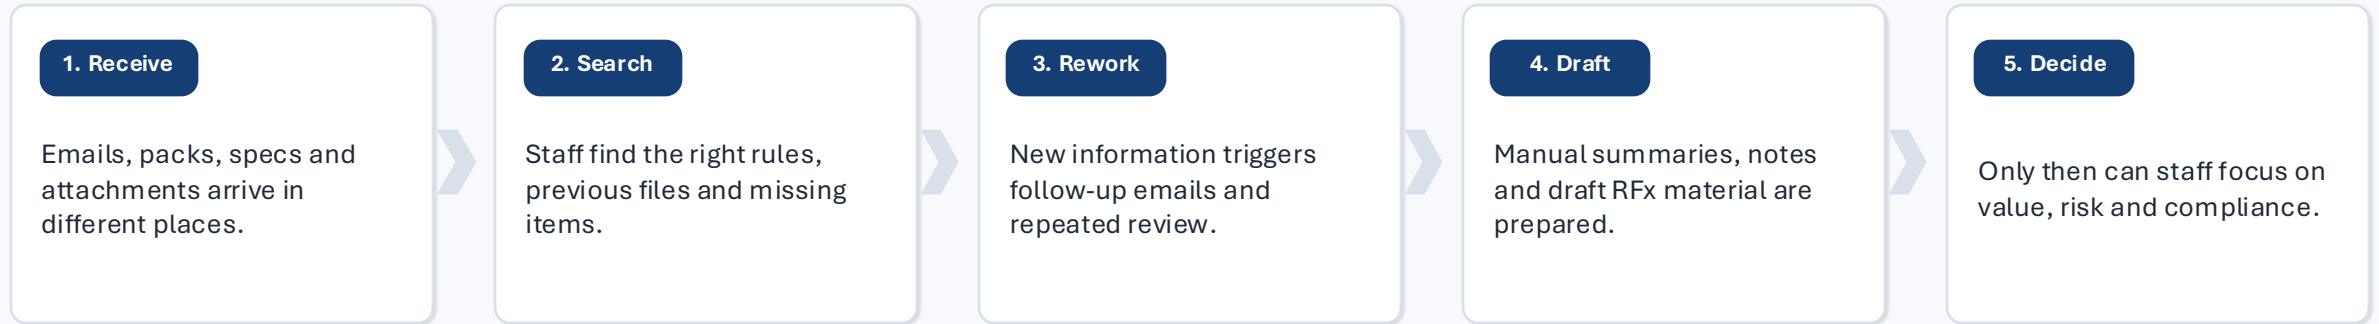 1. Receive
Emails, packs, specs and
attachments arrive in
different places.
2. Search
Staff find the right rules,
previous files and missing
items.
3. Rework
New information triggers
follow-up emails and
repeated review.
4. Draft
Manual summaries, notes
and draft RFx material are
prepared.
5. Decide
Only then can staff focus on
value, risk and compliance.